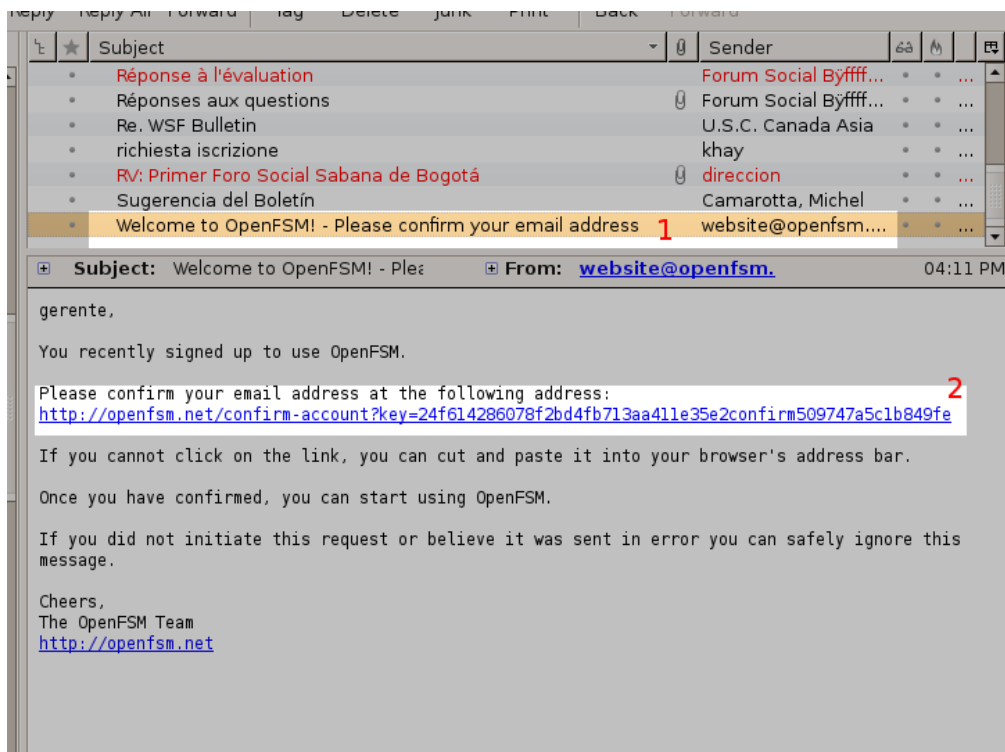 Reply Reply All Forward Tag Delete Junk Print Back Forward
Subject Sender
Réponse à l'évaluation Forum Social Bÿffff... ...
Réponses aux questions Forum Social Bÿffff... ...
Re. WSF Bulletin U.S.C. Canada Asia ...
richiesta iscrizione khay ...
RV: Primer Foro Social Sabana de Bogotá direccion ...
Sugerencia del Boletín Camarotta, Michel ...
Welcome to OpenFSM! - Please confirm your email address 1 website@openfsm.... ...
Subject: Welcome to OpenFSM! - Plea From: website@openfsm. 04:11 PM
gerente,
You recently signed up to use OpenFSM.
Please confirm your email address at the following address: 2
http://openfsm.net/confirm-account?key=24f614286078f2bd4fb713aa411e35e2confirm509747a5c1b849fe
If you cannot click on the link, you can cut and paste it into your browser's address bar.
Once you have confirmed, you can start using OpenFSM.
If you did not initiate this request or believe it was sent in error you can safely ignore this
message.
Cheers,
The OpenFSM Team
http://openfsm.net